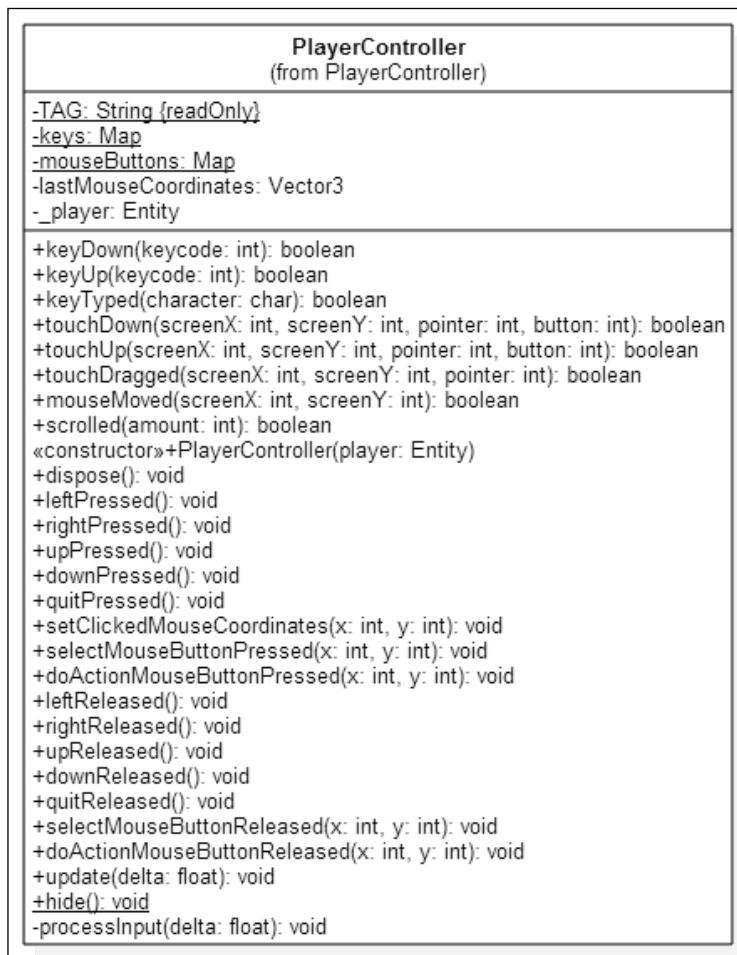 PlayerController
(from PlayerController)
-TAG: String {readOnly}
-keys: Map
-mouseButtons: Map
-lastMouseCoordinates: Vector3
-_player: Entity
+keyDown(keycode: int): boolean
+keyUp(keycode: int): boolean
+keyTyped(character: char): boolean
+touchDown(screenX: int, screenY: int, pointer: int, button: int): boolean
+touchUp(screenX: int, screenY: int, pointer: int, button: int): boolean
+touchDragged(screenX: int, screenY: int, pointer: int): boolean
+mouseMoved(screenX: int, screenY: int): boolean
+scrolled(amount: int): boolean
«constructor»+PlayerController(player: Entity)
+dispose(): void
+leftPressed(): void
+rightPressed(): void
+upPressed(): void
+downPressed(): void
+quitPressed(): void
+setClickedMouseCoordinates(x: int, y: int): void
+selectMouseButtonPressed(x: int, y: int): void
+doActionMouseButtonPressed(x: int, y: int): void
+leftReleased(): void
+rightReleased(): void
+upReleased(): void
+downReleased(): void
+quitReleased(): void
+selectMouseButtonReleased(x: int, y: int): void
+doActionMouseButtonReleased(x: int, y: int): void
+update(delta: float): void
+hide(): void
-processInput(delta: float): void